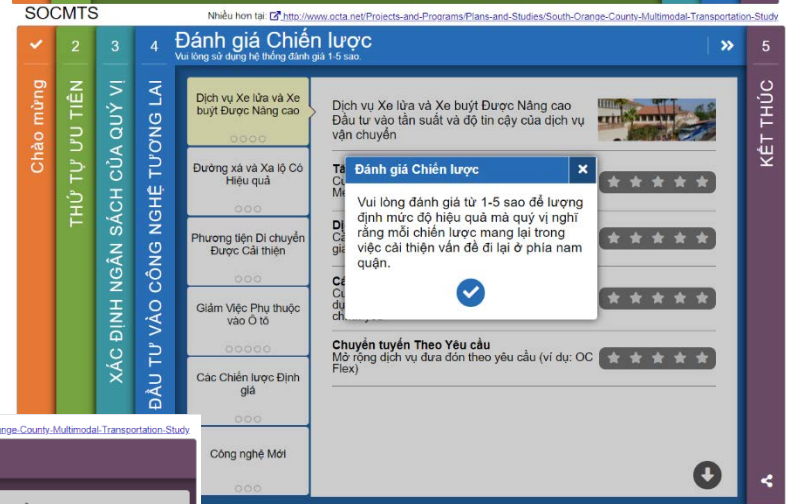 SOCMTS
Nhiều hơn tại: http://www.octa.net/Projects-and-Programs/Plans-and-Studies/South-Orange-County-Multimodal-Transportation-Study
Chào mừng
2
THỨ TỰ ƯU TIÊN
3
XÁC ĐỊNH NGÂN SÁCH CỦA QUÝ VỊ
4
ĐẦU TƯ VÀO CÔNG NGHỆ TƯƠNG LAI
Đánh giá Chiến lược
Vui lòng sử dụng hệ thống đánh giá 1-5 sao.
5
KẾT THÚC
Dịch vụ Xe lửa và Xe
buýt Được Nâng cao
Đường xá và Xa lộ Có
Hiệu quả
Phương tiện Di chuyển
Được Cải thiện
Giảm Việc Phụ thuộc
vào Ô tô
Các Chiến lược Định
giá
Công nghệ Mới
Dịch vụ Xe lửa và Xe buýt Được Nâng cao
Đầu tư vào tần suất và độ tin cậy của dịch vụ
vận chuyển
Đánh giá Chiến lược
Vui lòng đánh giá từ 1-5 sao để lượng
định mức độ hiệu quả mà quý vị nghĩ
rằng mỗi chiến lược mang lại trong
việc cải thiện vấn đề đi lại ở phía nam
quận.
Chuyển tuyến Theo Yêu cầu
Mở rộng dịch vụ đưa đón theo yêu cầu (ví dụ: OC
Flex)
nge-County-Multimodal-Transportation-Study